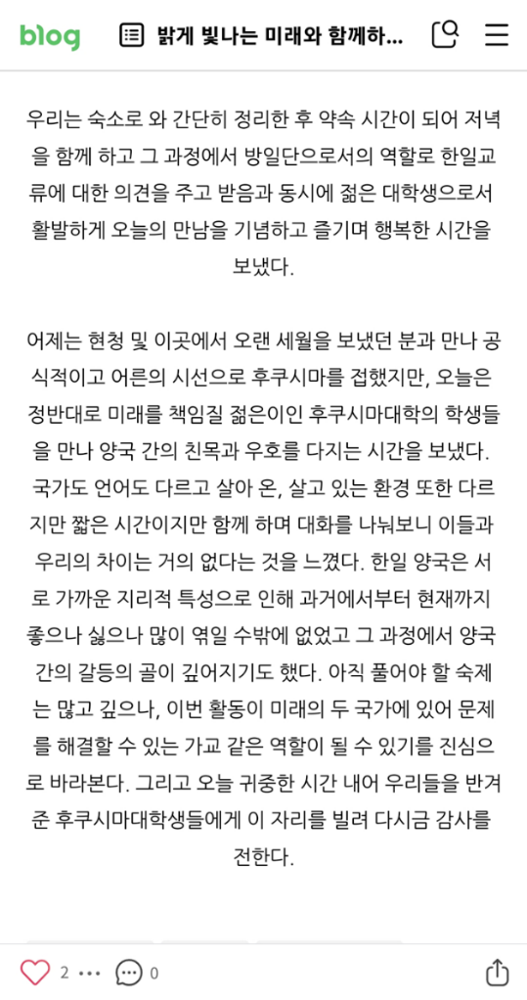 blog
밝게 빛나는 미래와 함께하...
우리는 숙소로 와 간단히 정리한 후 약속 시간이 되어 저녁
을 함께 하고 그 과정에서 방일단으로서의 역할로 한일교
류에 대한 의견을 주고 받음과 동시에 젊은 대학생으로서
활발하게 오늘의 만남을 기념하고 즐기며 행복한 시간을
보냈다.
어제는 현청 및 이곳에서 오랜 세월을 보냈던 분과 만나 공
식적이고 어른의 시선으로 후쿠시마를 접했지만, 오늘은
정반대로 미래를 책임질 젊은이인 후쿠시마대학의 학생들
을 만나 양국 간의 친목과 우호를 다지는 시간을 보냈다.
국가도 언어도 다르고 살아 온, 살고 있는 환경 또한 다르
지만 짧은 시간이지만 함께 하며 대화를 나눠보니 이들과
우리의 차이는 거의 없다는 것을 느꼈다. 한일 양국은 서
로 가까운 지리적 특성으로 인해 과거에서부터 현재까지
좋으나 싫으나 많이 엮일 수밖에 없었고 그 과정에서 양국
간의 갈등의 골이 깊어지기도 했다. 아직 풀어야 할 숙제
는 많고 깊으나, 이번 활동이 미래의 두 국가에 있어 문제
를 해결할 수 있는 가교 같은 역할이 될 수 있기를 진심으
로 바라본다. 그리고 오늘 귀중한 시간 내어 우리들을 반겨
준 후쿠시마대학생들에게 이 자리를 빌려 다시금 감사를
전한다.
2
0